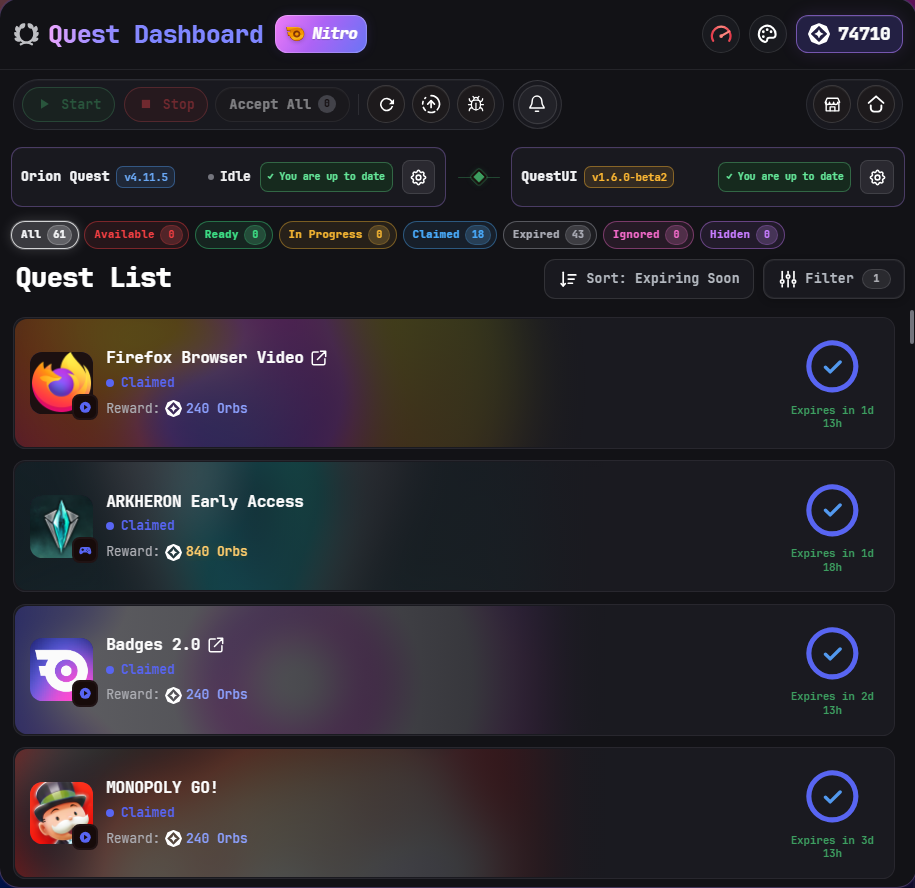 Quest Dashboard Nitro 74710
Start Stop Accept All 0
Orion Quest v4.11.5 Idle ✓ You are up to date QuestUI v1.6.0-beta2 ✓ You are up to date
All 61 Available 0 Ready 0 In Progress 0 Claimed 18 Expired 43 Ignored 0 Hidden 0
Quest List Sort: Expiring Soon Filter 1
Firefox Browser Video
Claimed
Reward: 240 Orbs
Expires in 1d
13h
ARKHERON Early Access
Claimed
Reward: 840 Orbs
Expires in 1d
18h
Badges 2.0
Claimed
Reward: 240 Orbs
Expires in 2d
13h
MONOPOLY GO!
Claimed
Reward: 240 Orbs
Expires in 3d
13h